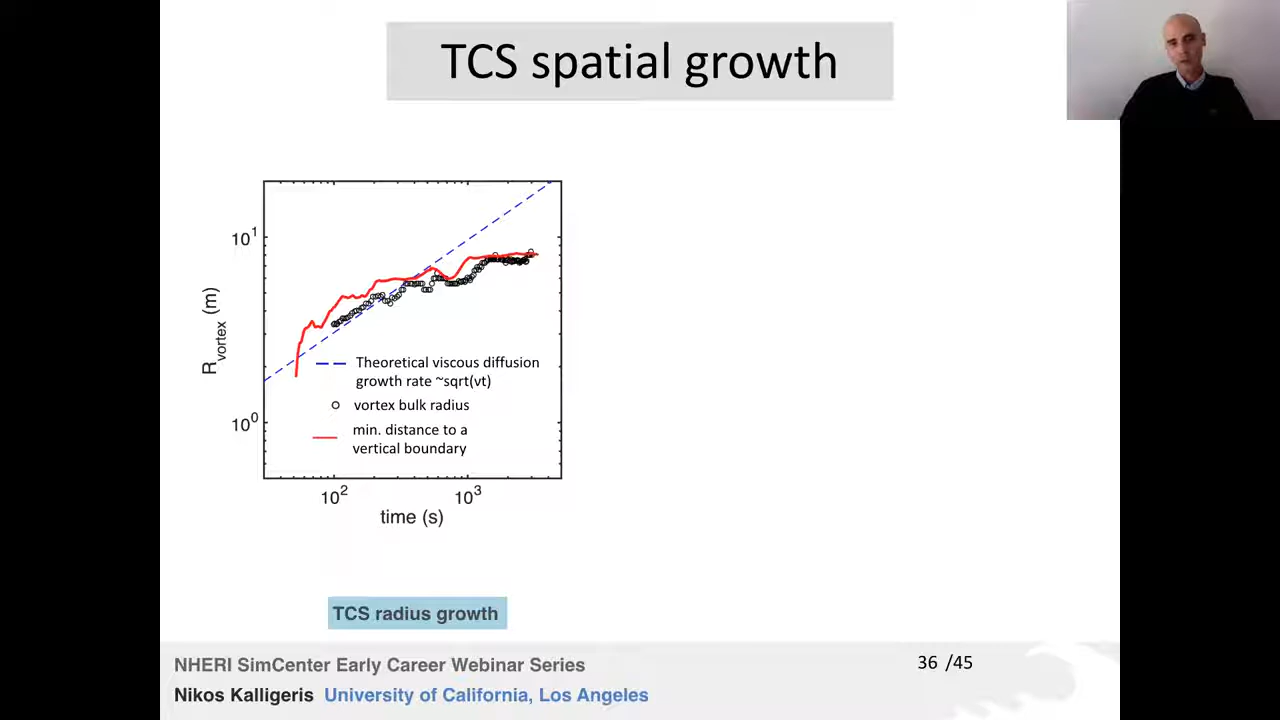 TCS spatial growth
10¹
10⁰
R_vortex (m)
Theoretical viscous diffusion
growth rate ~sqrt(vt)
vortex bulk radius
min. distance to a
vertical boundary
10² 10³
time (s)
TCS radius growth
NHERI SimCenter Early Career Webinar Series
36 /45
Nikos Kalligeris University of California, Los Angeles